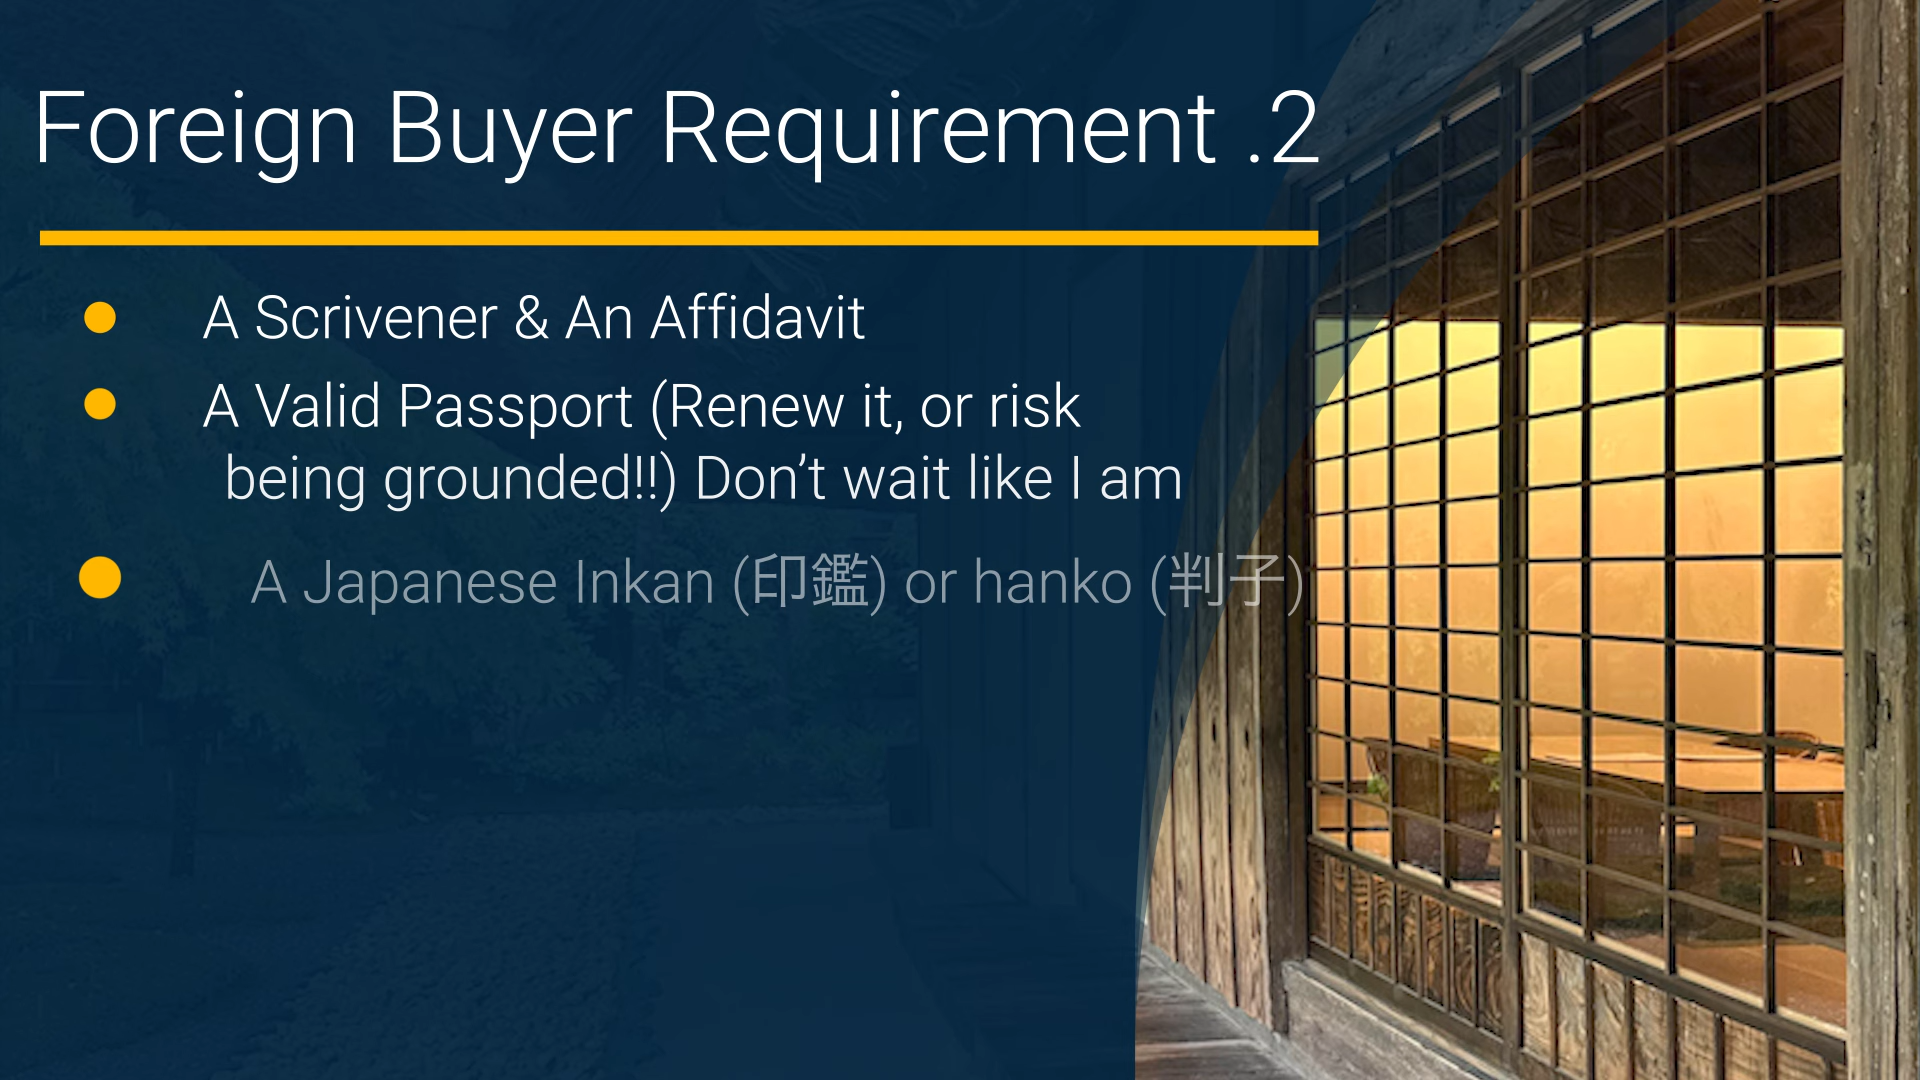 Foreign Buyer Requirement .2
A Scrivener & An Affidavit
A Valid Passport (Renew it, or risk
being grounded!!) Don’t wait like I am
A Japanese Inkan (印鑑) or hanko (判子)